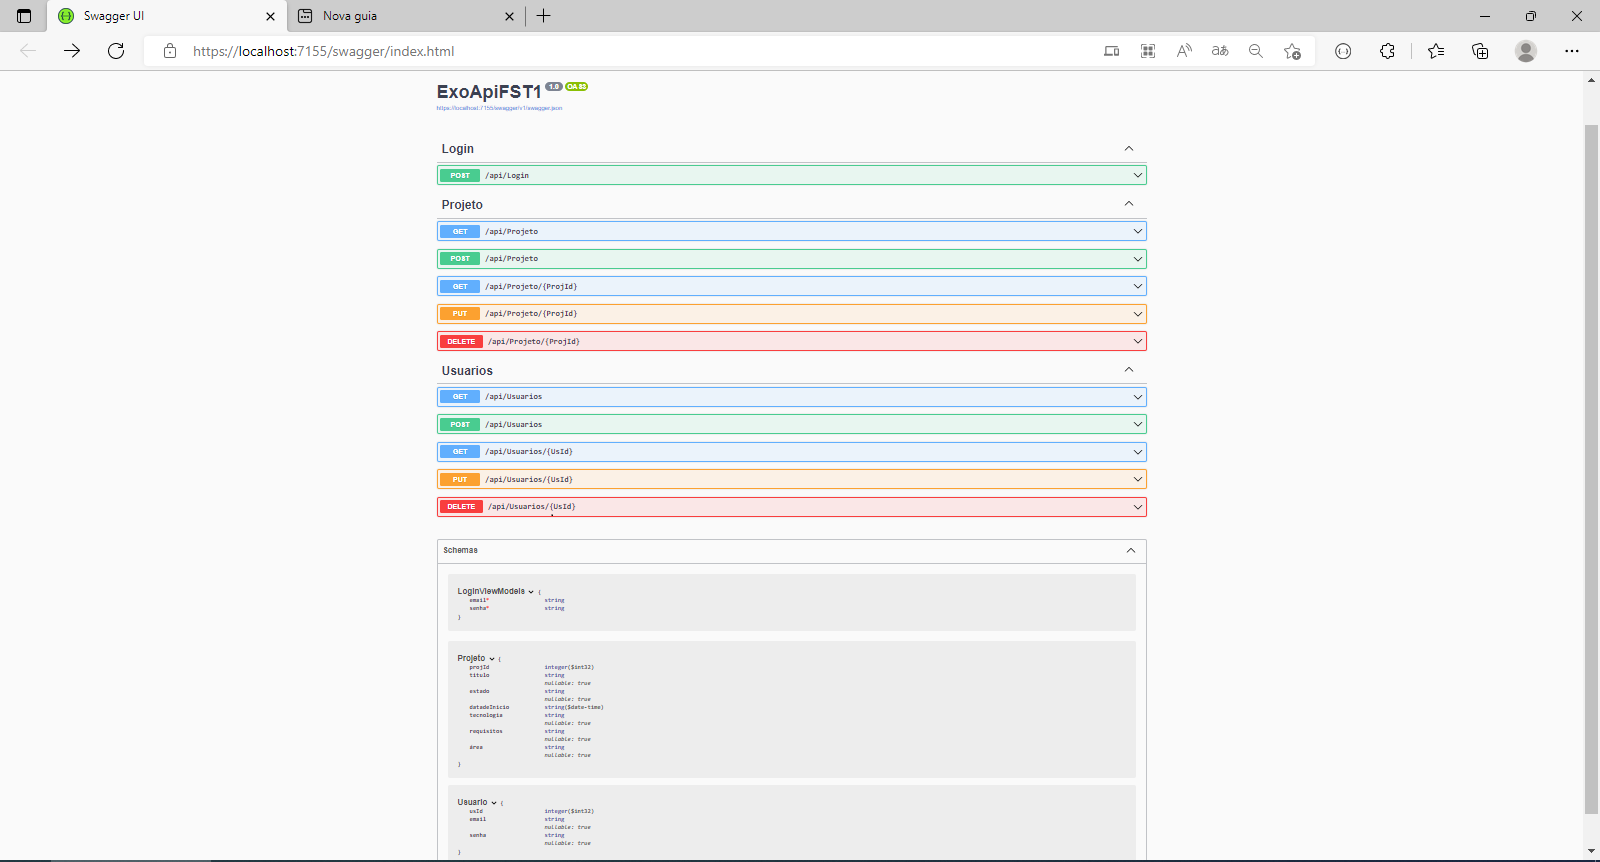 Swagger UI
Nova guia
https://localhost:7155/swagger/index.html
ExoApiFST1 1.0 OA 83
https://localhost:7155/swagger/v1/swagger.json
Login
POST /api/Login
Projeto
GET /api/Projeto
POST /api/Projeto
GET /api/Projeto/{ProjId}
PUT /api/Projeto/{ProjId}
DELETE /api/Projeto/{ProjId}
Usuarios
GET /api/Usuarios
POST /api/Usuarios
GET /api/Usuarios/{UsId}
PUT /api/Usuarios/{UsId}
DELETE /api/Usuarios/{UsId}
Schemas
LoginViewModels {
email* string
senha* string
}
Projeto {
projId integer($int32)
titulo string
nullable: true
estado string
nullable: true
datadeInicio string($date-time)
tecnologia string
nullable: true
requisitos string
nullable: true
área string
nullable: true
}
Usuario {
usId integer($int32)
email string
nullable: true
senha string
nullable: true
}